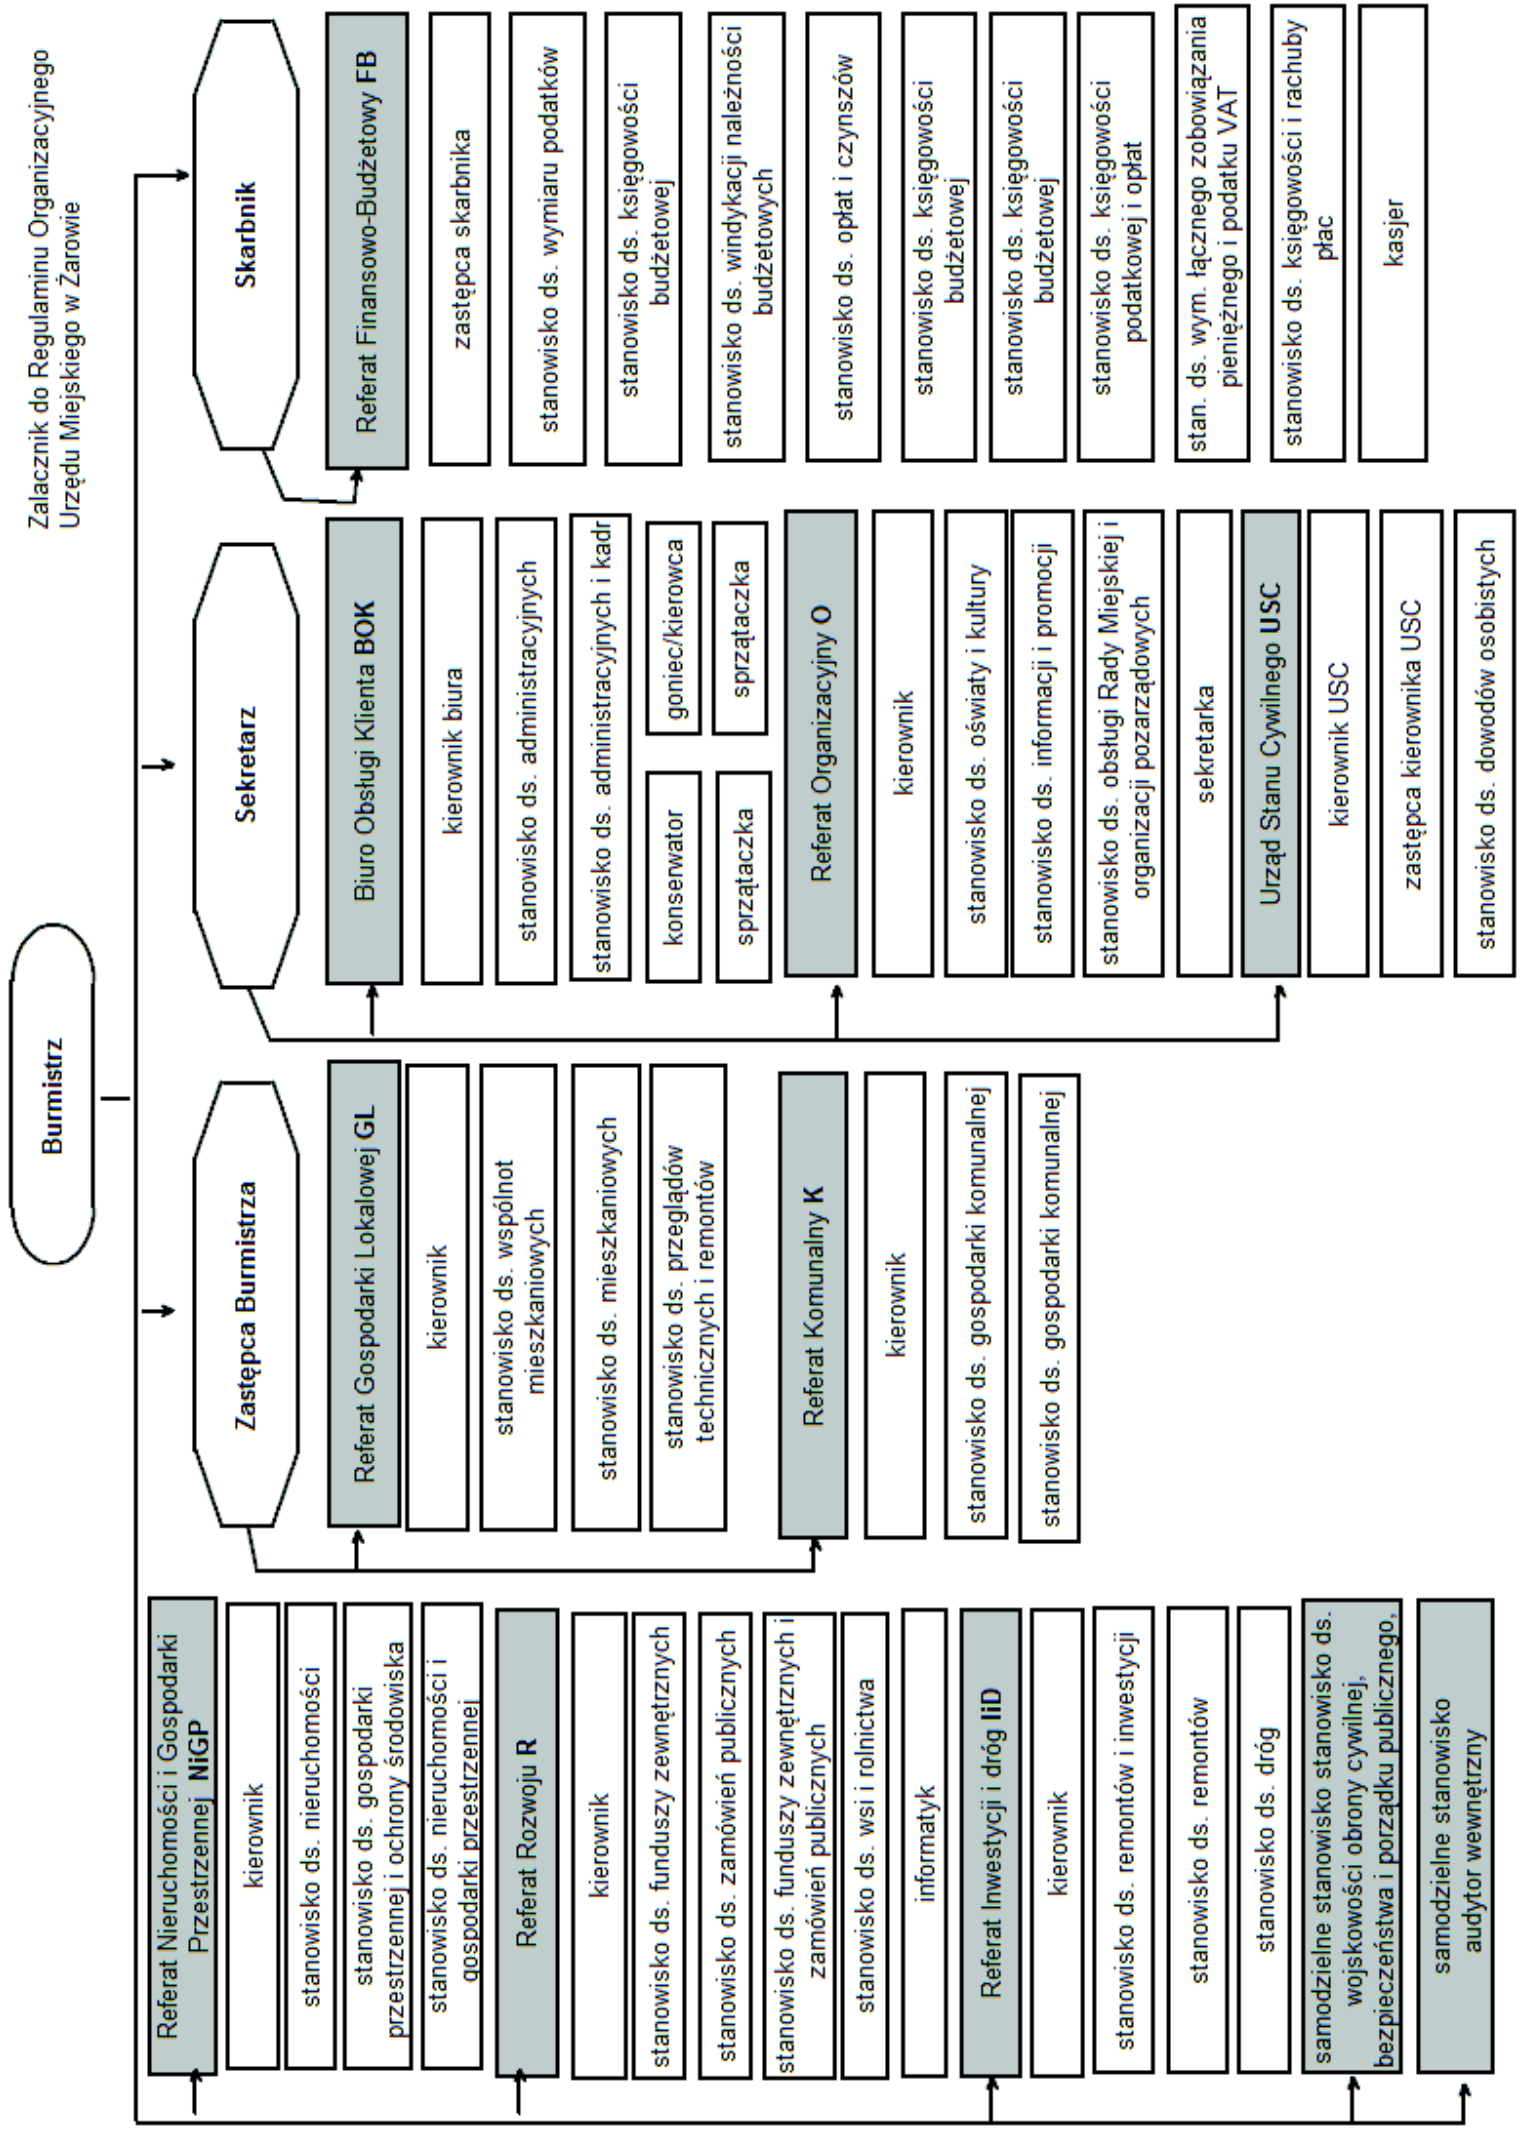 Zalacznik do Regulaminu Organizacyjnego
Urzędu Miejskiego w Żarowie
Burmistrz
Referat Nieruchomości i Gospodarki
Przestrzennej NiGP
kierownik
stanowisko ds. nieruchomości
stanowisko ds. gospodarki
przestrzennej i ochrony środowiska
stanowisko ds. nieruchomości i
gospodarki przestrzennej
Referat Rozwoju R
kierownik
stanowisko ds. funduszy zewnętrznych
stanowisko ds. zamówień publicznych
stanowisko ds. funduszy zewnętrznych i
zamówień publicznych
stanowisko ds. wsi i rolnictwa
informatyk
Referat Inwestycji i dróg IiD
kierownik
stanowisko ds. remontów i inwestycji
stanowisko ds. remontów
stanowisko ds. dróg
samodzielne stanowisko stanowisko ds.
wojskowości obrony cywilnej,
bezpieczeństwa i porządku publicznego,
samodzielne stanowisko
audytor wewnętrzny
Zastępca Burmistrza
Referat Gospodarki Lokalowej GL
kierownik
stanowisko ds. wspólnot
mieszkaniowych
stanowisko ds. mieszkaniowych
stanowisko ds. przeglądów
technicznych i remontów
Referat Komunalny K
kierownik
stanowisko ds. gospodarki komunalnej
stanowisko ds. gospodarki komunalnej
Sekretarz
Biuro Obsługi Klienta BOK
kierownik biura
stanowisko ds. administracyjnych
stanowisko ds. administracyjnych i kadr
konserwator
goniec/kierowca
sprzątaczka
sprzątaczka
Referat Organizacyjny O
kierownik
stanowisko ds. oświaty i kultury
stanowisko ds. informacji i promocji
stanowisko ds. obsługi Rady Miejskiej i
organizacji pozarządowych
sekretarka
Urząd Stanu Cywilnego USC
kierownik USC
zastępca kierownika USC
stanowisko ds. dowodów osobistych
Skarbnik
Referat Finansowo-Budżetowy FB
zastępca skarbnika
stanowisko ds. wymiaru podatków
stanowisko ds. księgowości
budżetowej
stanowisko ds. windykacji należności
budżetowych
stanowisko ds. opłat i czynszów
stanowisko ds. księgowości
budżetowej
stanowisko ds. księgowości
budżetowej
stanowisko ds. księgowości
podatkowej i opłat
stan. ds. wym. łącznego zobowiązania
pieniężnego i podatku VAT
stanowisko ds. księgowości i rachuby
płac
kasjer